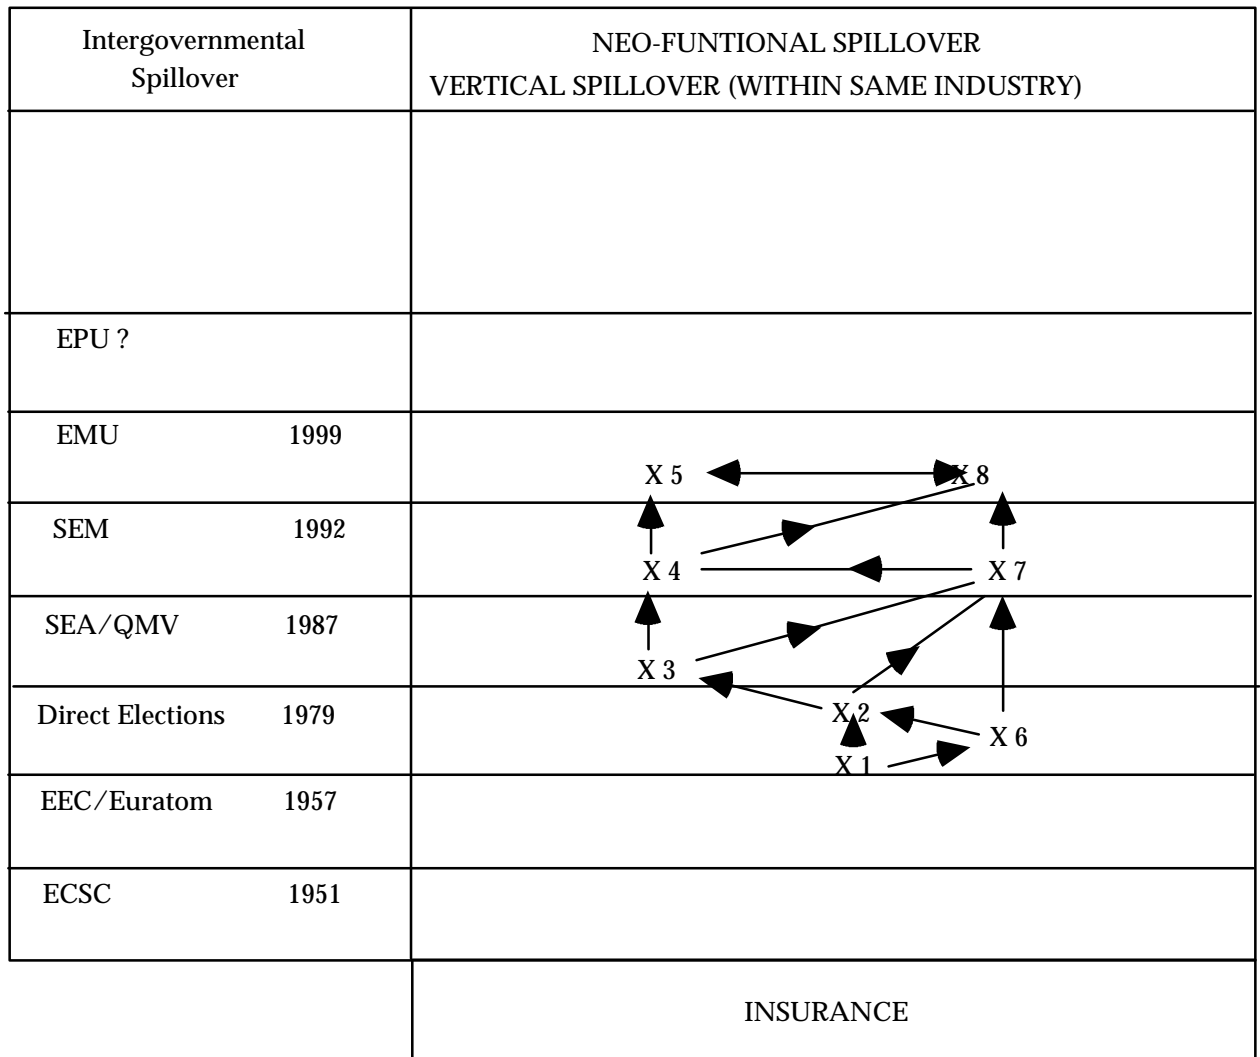 Intergovernmental
Spillover
NEO-FUNTIONAL SPILLOVER
VERTICAL SPILLOVER (WITHIN SAME INDUSTRY)
EPU ?
EMU 1999
X 5 X 8
SEM 1992
X 4 X 7
SEA/QMV 1987
X 3
Direct Elections 1979
X 2
X 6
X 1
EEC/Euratom 1957
ECSC 1951
INSURANCE